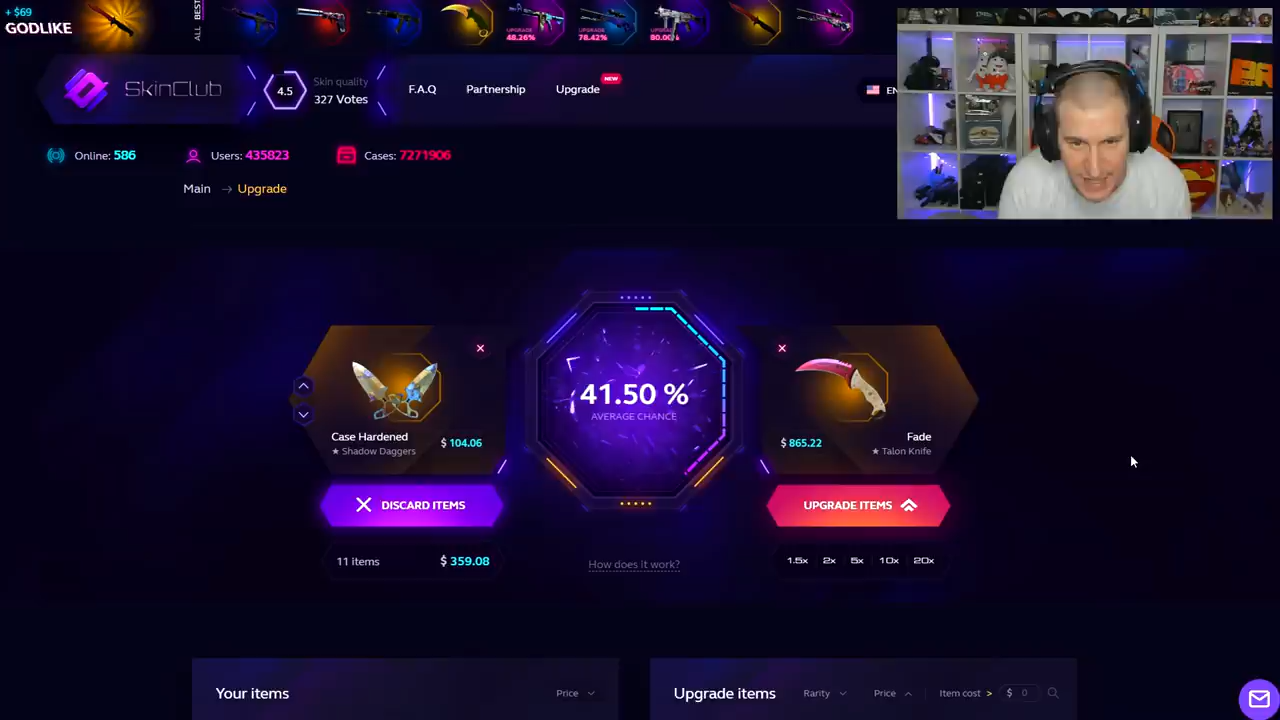 + $69
GODLIKE
ALL BEST
UPGRADE
48.26%
UPGRADE
78.42%
UPGRADE
80.00%
SkinClub
4.5
Skin quality
327 Votes
F.A.Q
Partnership
Upgrade
NEW
EN
Online: 586
Users: 435823
Cases: 7271906
Main → Upgrade
41.50 %
AVERAGE CHANCE
Case Hardened
★ Shadow Daggers
$ 104.06
$ 865.22
Fade
★ Talon Knife
DISCARD ITEMS
UPGRADE ITEMS
11 items
$ 359.08
How does it work?
1.5x 2x 5x 10x 20x
Your items
Price
Upgrade items
Rarity
Price
Item cost >
$ 0